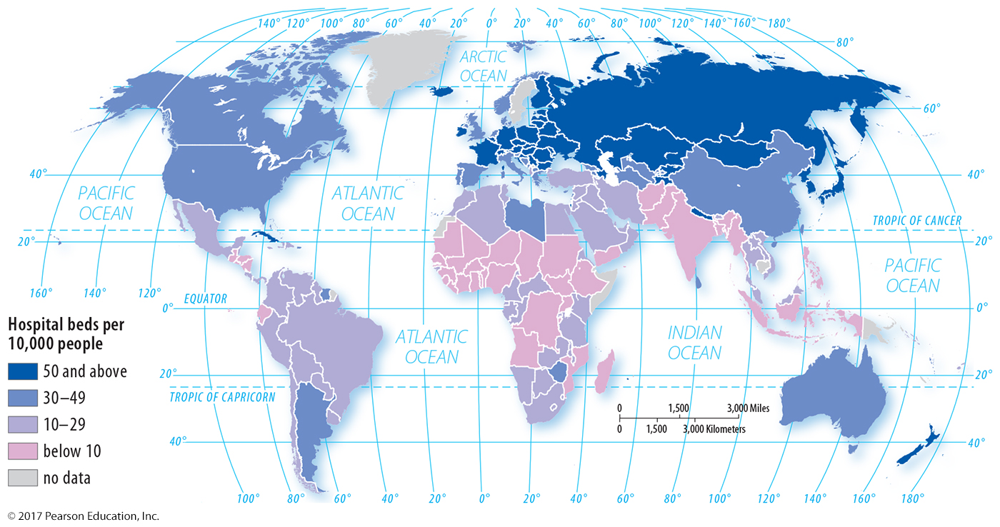 140° 120° 100° 80° 60° 40° 20° 0° 20° 40° 60° 80° 100° 120° 140° 160° 180°
80°
ARCTIC
OCEAN
60°
40°
40°
PACIFIC
OCEAN
ATLANTIC
OCEAN
TROPIC OF CANCER
20°
20°
PACIFIC
OCEAN
160° 140° 120°
EQUATOR
0°
0°
ATLANTIC
OCEAN
INDIAN
OCEAN
20°
20°
TROPIC OF CAPRICORN
0 1,500 3,000 Miles
0 1,500 3,000 Kilometers
40°
40°
100° 80° 60° 40° 20° 0° 20° 40° 60° 80° 100° 120° 140° 160° 180°
Hospital beds per
10,000 people
50 and above
30–49
10–29
below 10
no data
© 2017 Pearson Education, Inc.